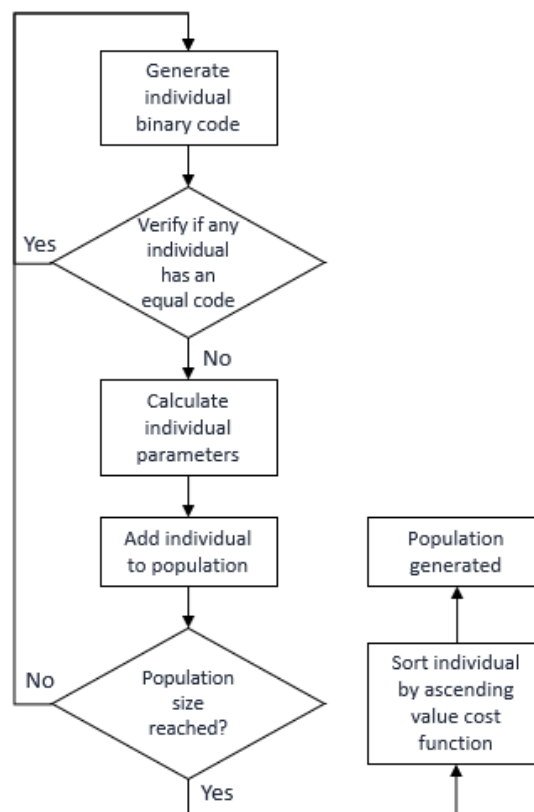 Generate
individual
binary code
Verify if any
individual
has an
equal code
Yes
No
Calculate
individual
parameters
Add individual
to population
Population
size
reached?
No
Yes
Sort individual
by ascending
value cost
function
Population
generated